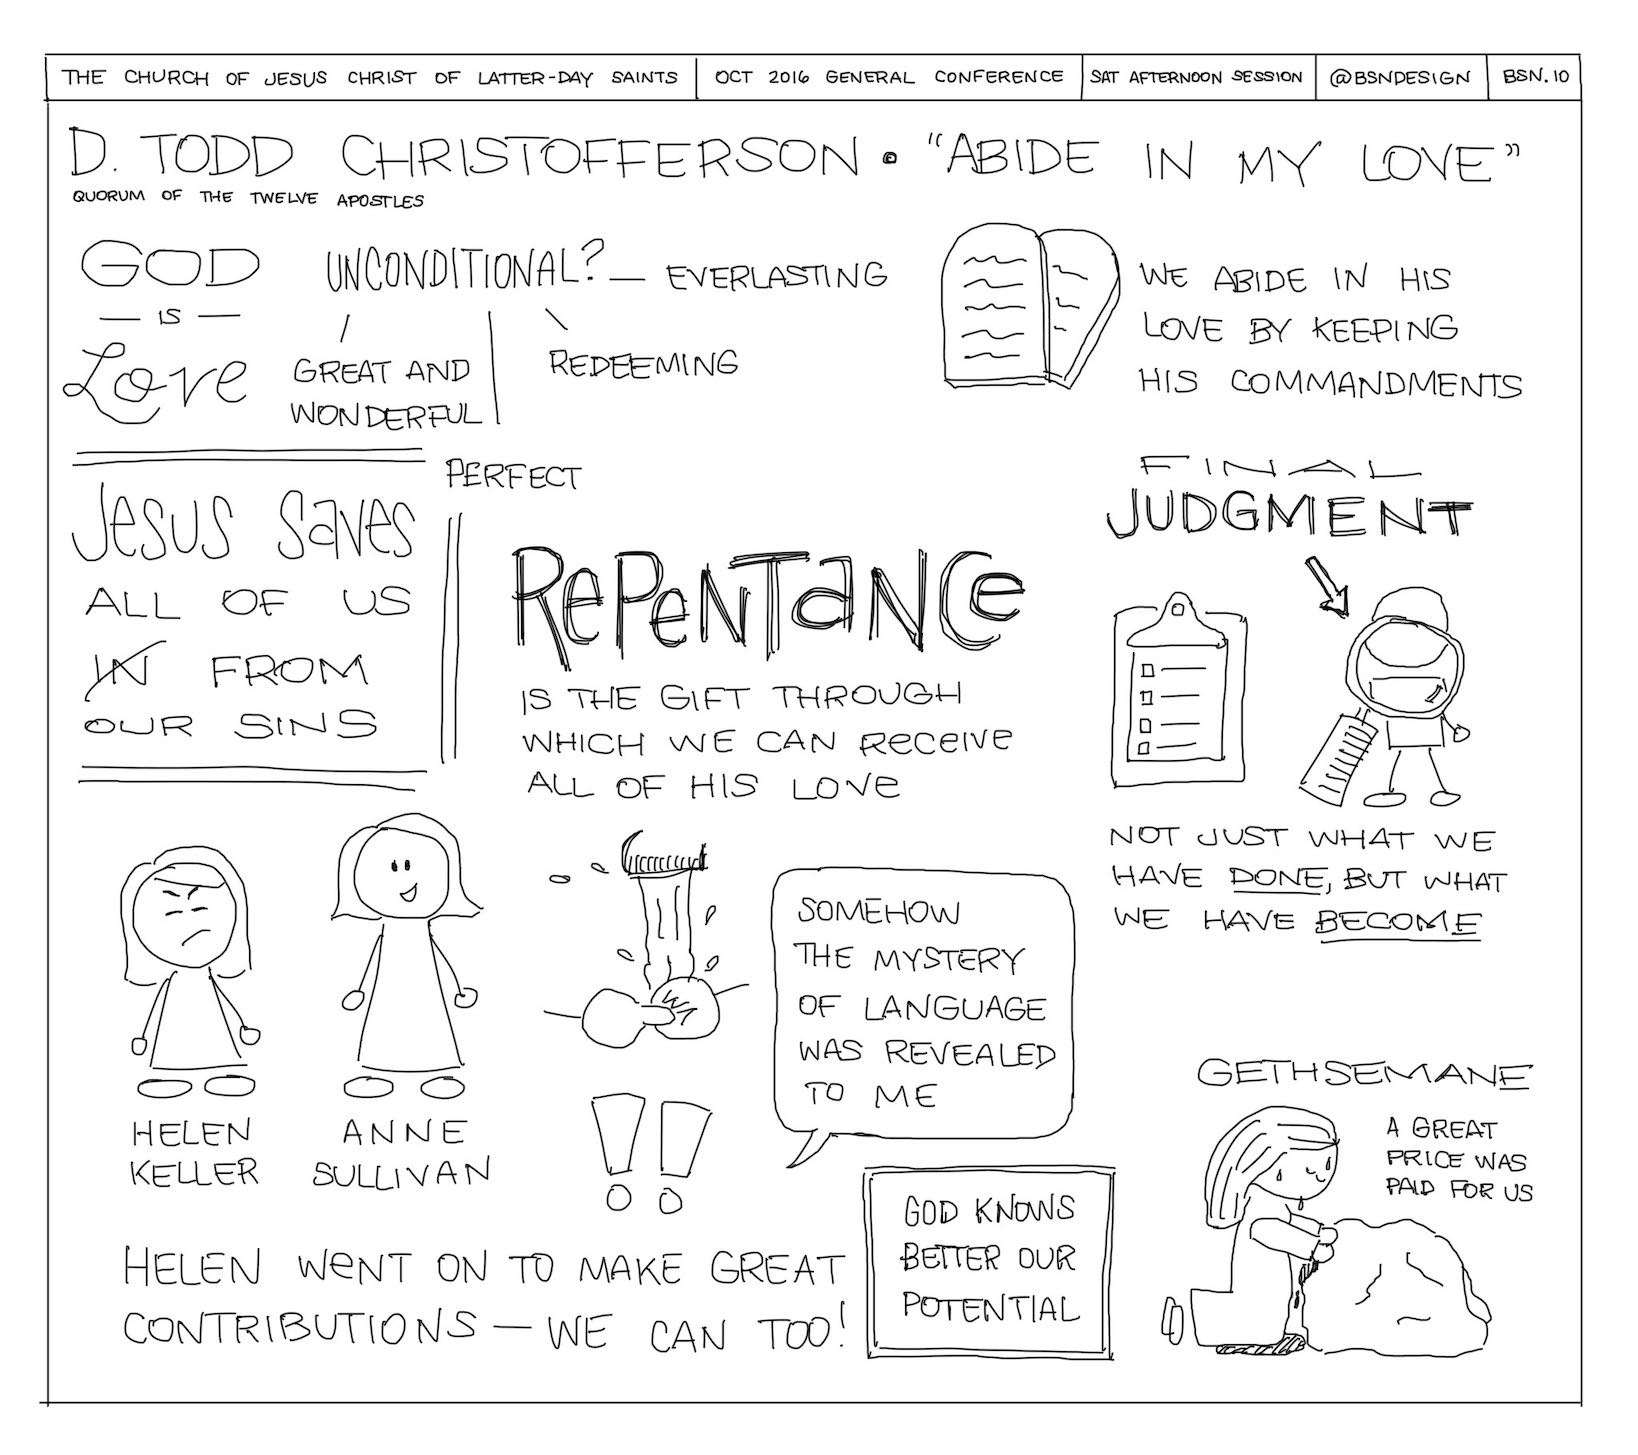 THE CHURCH OF JESUS CHRIST OF LATTER-DAY SAINTS
OCT 2016 GENERAL CONFERENCE
SAT AFTERNOON SESSION
@BSNDESIGN
BSN.10
D. TODD CHRISTOFFERSON • "ABIDE IN MY LOVE"
QUORUM OF THE TWELVE APOSTLES
GOD
— IS —
Love
UNCONDITIONAL? — EVERLASTING
GREAT AND
WONDERFUL
REDEEMING
PERFECT
WE ABIDE IN HIS
LOVE BY KEEPING
HIS COMMANDMENTS
JESUS SAVES
ALL OF US
IN FROM
OUR SINS
REPENTANCE
IS THE GIFT THROUGH
WHICH WE CAN RECEIVE
ALL OF HIS LOVE
FINAL
JUDGMENT
NOT JUST WHAT WE
HAVE DONE, BUT WHAT
WE HAVE BECOME
HELEN
KELLER
ANNE
SULLIVAN
!!
SOMEHOW
THE MYSTERY
OF LANGUAGE
WAS REVEALED
TO ME
HELEN WENT ON TO MAKE GREAT
CONTRIBUTIONS — WE CAN TOO!
GOD KNOWS
BETTER OUR
POTENTIAL
GETHSEMANE
A GREAT
PRICE WAS
PAID FOR US